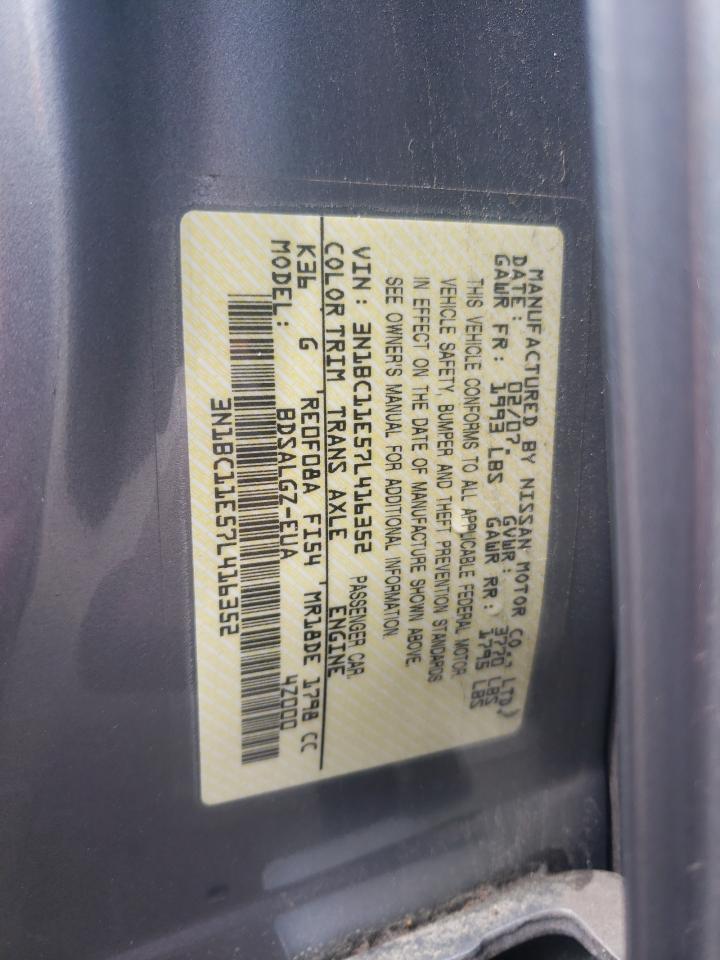 MANUFACTURED BY NISSAN MOTOR CO., LTD.
DATE: 02/07, GVWR: 3770 LBS
GAWR FR: 1993 LBS GAWR RR: 1795 LBS
THIS VEHICLE CONFORMS TO ALL APPLICABLE FEDERAL MOTOR
VEHICLE SAFETY, BUMPER AND THEFT PREVENTION STANDARDS
IN EFFECT ON THE DATE OF MANUFACTURE SHOWN ABOVE.
SEE OWNER'S MANUAL FOR ADDITIONAL INFORMATION.
VIN: 3N1BC11E57L416352 PASSENGER CAR
COLOR TRIM TRANS AXLE ENGINE
K36 G RE0F08A FI54 MR18DE 1798 CC
MODEL: BDSALGZ-EUA 4Z000
3N1BC11E57L416352